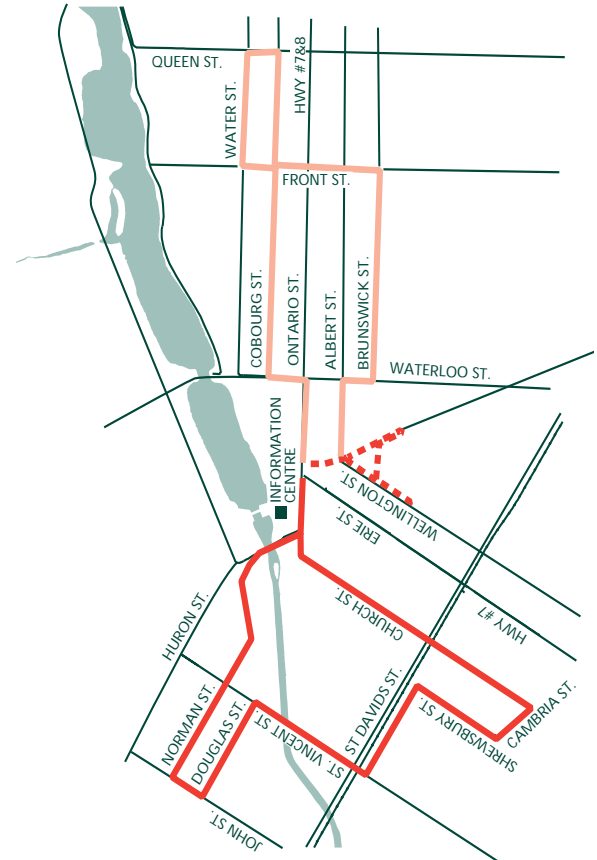 QUEEN ST.
HWY #7&8
WATER ST.
FRONT ST.
COBOURG ST.
ONTARIO ST.
ALBERT ST.
BRUNSWICK ST.
WATERLOO ST.
INFORMATION
CENTRE
WELLINGTON ST.
ERIE ST.
CHURCH ST.
HWY #7
HURON ST.
NORMAN ST.
DOUGLAS ST.
ST. VINCENT ST.
ST DAVIDS ST.
SHREWSBURY ST.
CAMBRIA ST.
JOHN ST.